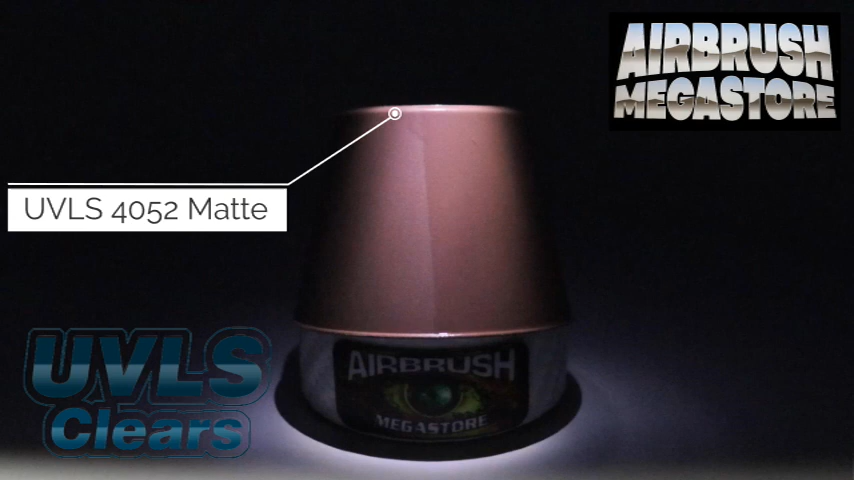 AIRBRUSH
MEGASTORE
UVLS 4052 Matte
UVLS
Clears
AIRBRUSH
MEGASTORE